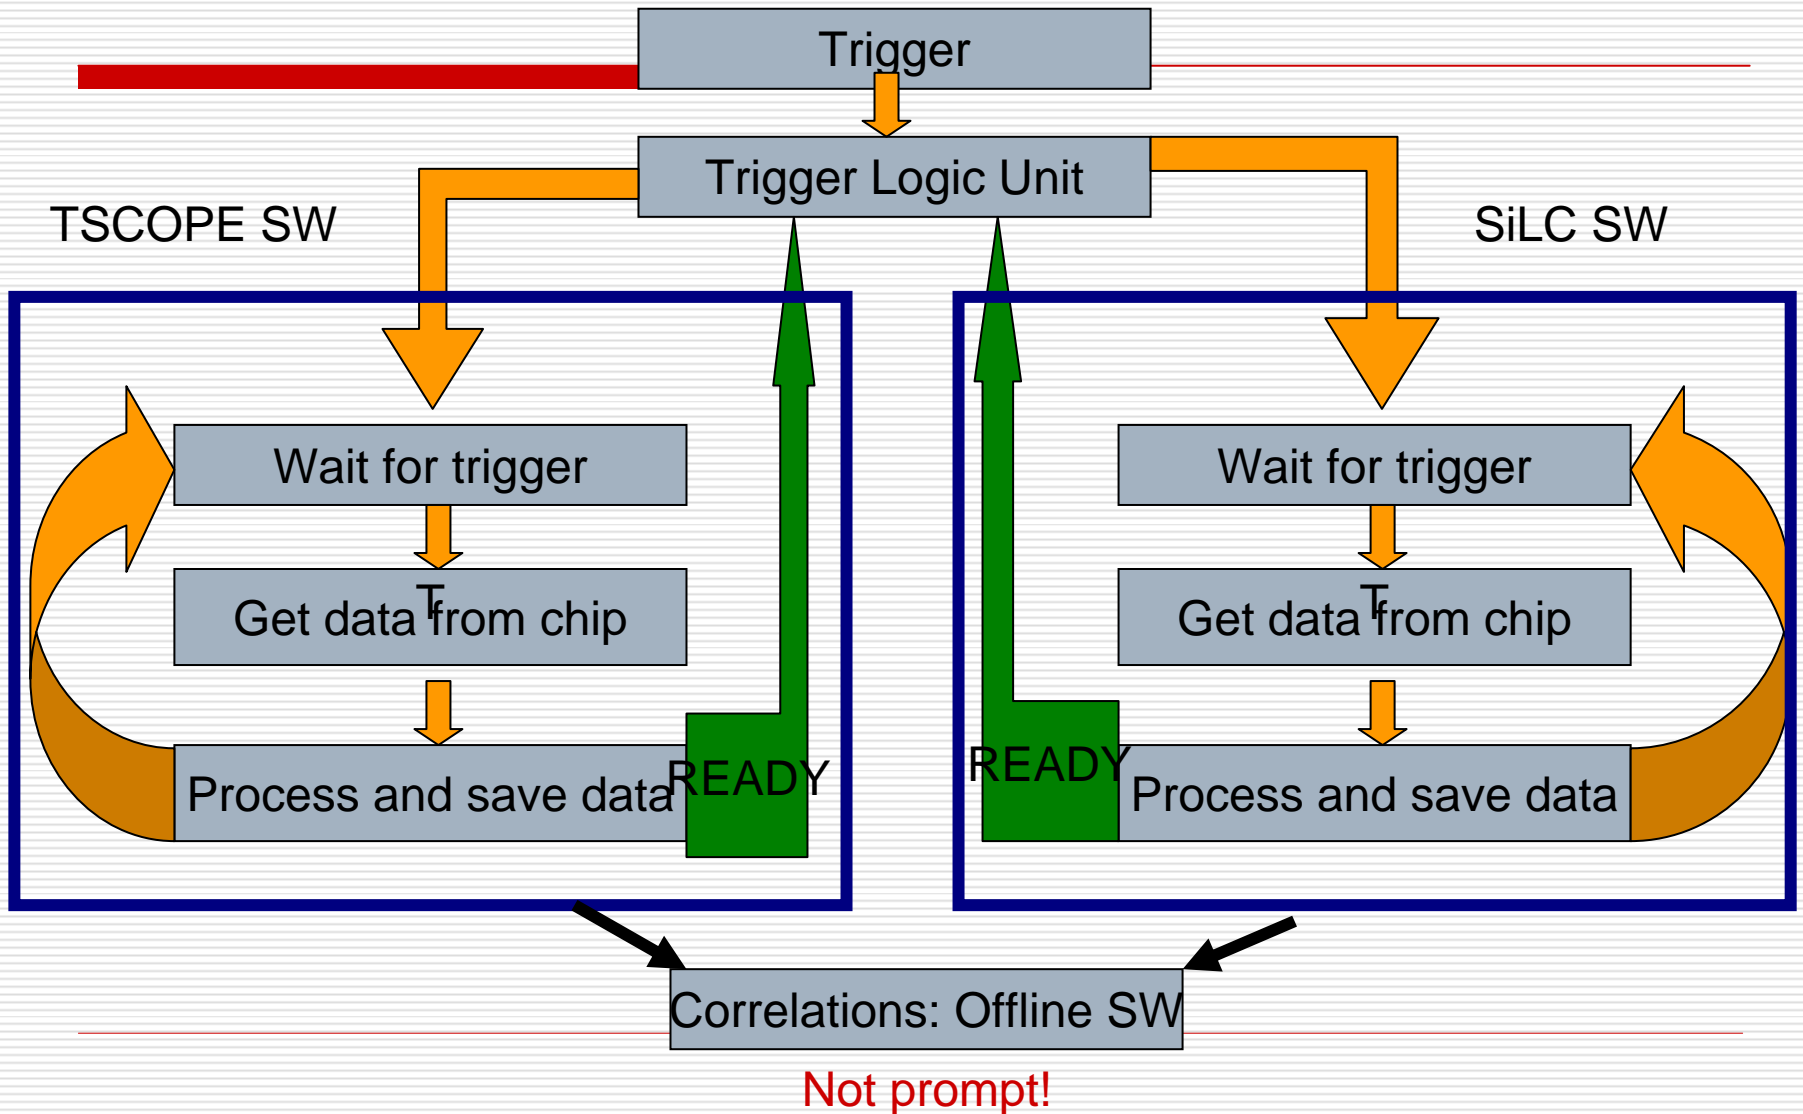 Trigger
Trigger Logic Unit
TSCOPE SW
SiLC SW
Wait for trigger
T
Get data from chip
Process and save data
READY
Wait for trigger
T
Get data from chip
READY
Process and save data
Correlations: Offline SW
Not prompt!